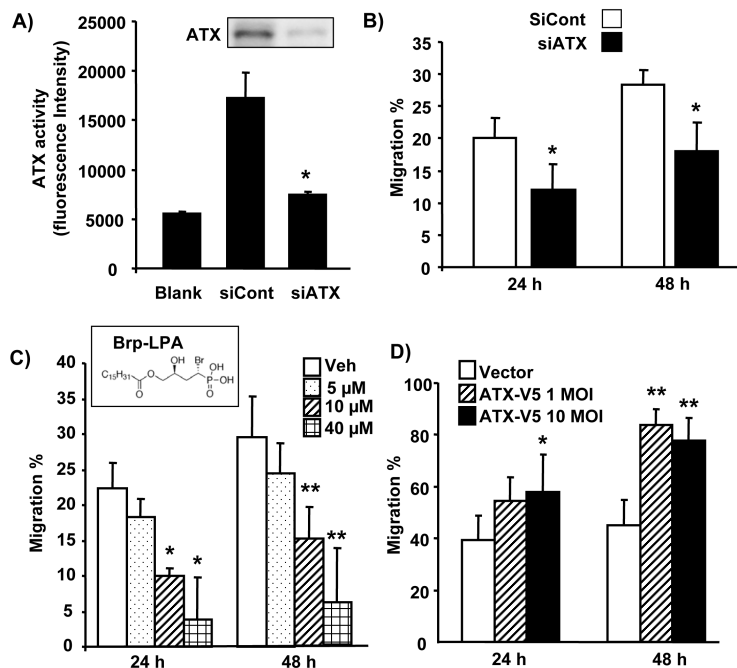 A)
ATX
25000
20000
15000
10000
5000
0
ATX activity
(fluorescence Intensity)
*
Blank siCont siATX
B)
SiCont
siATX
35
30
25
20
15
10
5
0
Migration %
* *
24 h 48 h
C)
Brp-LPA
OH Br OH
C15H31 O P OH
O O
Veh
5 µM
10 µM
40 µM
40
35
30
25
20
15
10
5
0
Migration %
* * ** **
24 h 48 h
D)
Vector
ATX-V5 1 MOI
ATX-V5 10 MOI
100
80
60
40
20
0
Migration %
* ** **
24 h 48 h